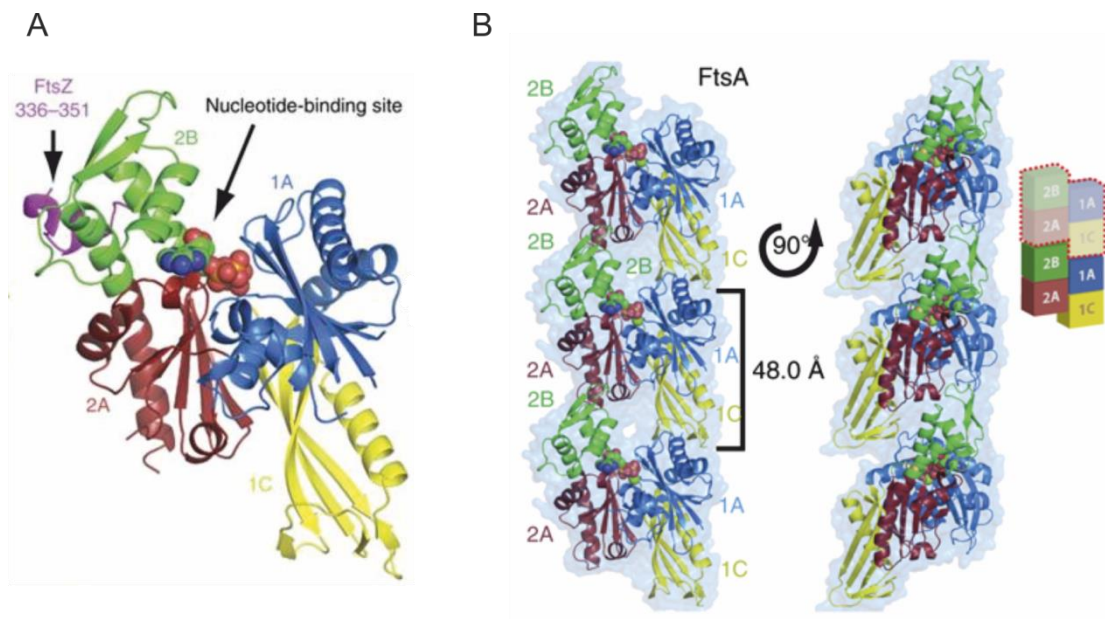 A
FtsZ
336–351
2B
Nucleotide-binding site
1A
2A
1C
B
FtsA
2B
2A
1A
2B
2B
1C
90°
2A
1A
48.0 Å
2B
1C
2A
1A
1C
2B
1A
2A
1C
2B
1A
2A
1C